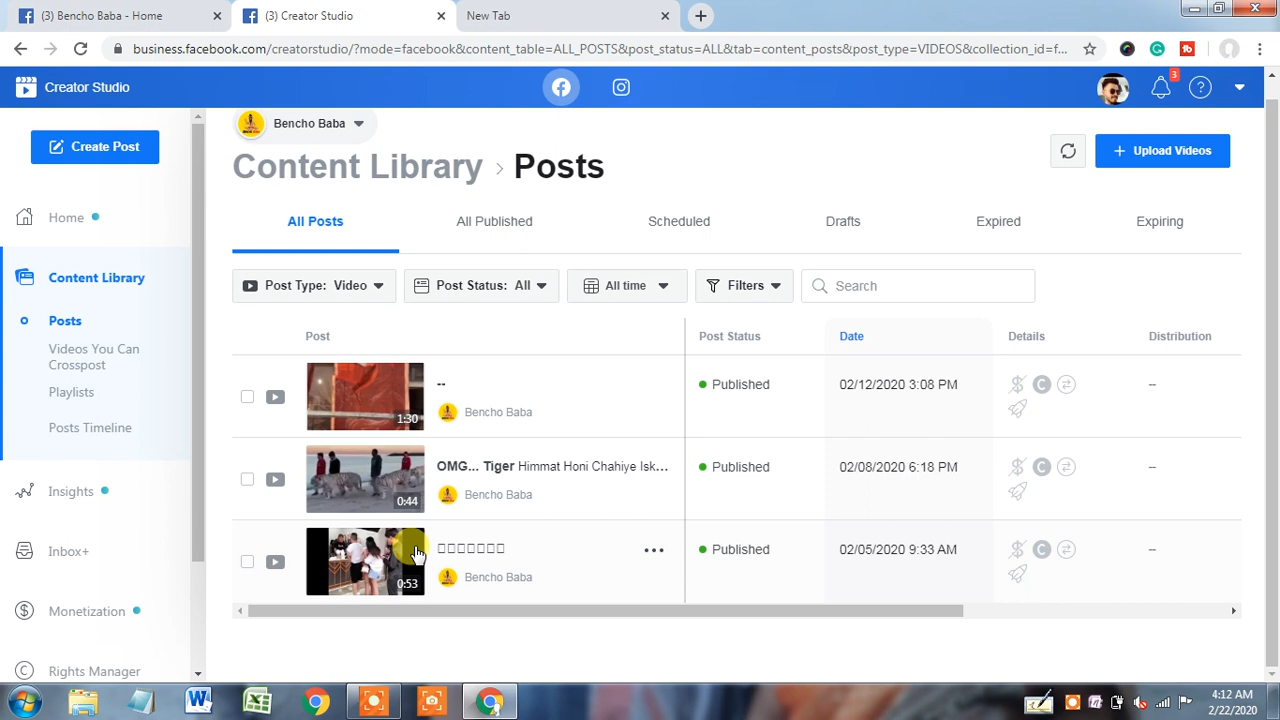 (3) Bencho Baba - Home
(3) Creator Studio
New Tab
business.facebook.com/creatorstudio/?mode=facebook&content_table=ALL_POSTS&post_status=ALL&tab=content_posts&post_type=VIDEOS&collection_id=f...
Creator Studio
3
Bencho Baba
Create Post
Content Library › Posts
+ Upload Videos
Home
All Posts
All Published
Scheduled
Drafts
Expired
Expiring
Content Library
Post Type: Video
Post Status: All
All time
Filters
Search
Posts
Videos You Can
Crosspost
Playlists
Posts Timeline
Insights
Inbox+
Monetization
Rights Manager
Post
Post Status
Date
Details
Distribution
1:30
--
Bencho Baba
Published
02/12/2020 3:08 PM
--
0:44
OMG... Tiger Himmat Honi Chahiye Isk...
Bencho Baba
Published
02/08/2020 6:18 PM
--
0:53
Bencho Baba
Published
02/05/2020 9:33 AM
--
4:12 AM
2/22/2020